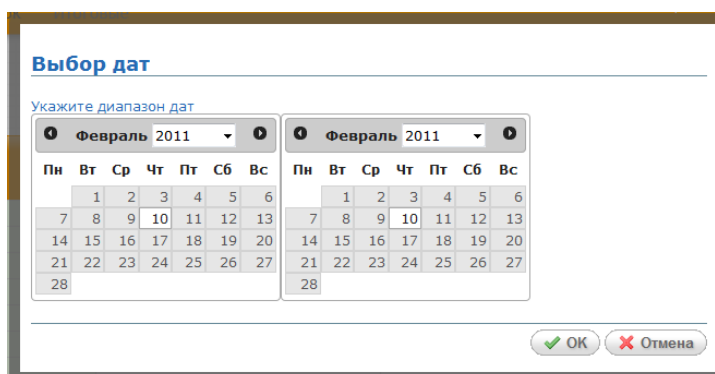 Выбор дат
Укажите диапазон дат
Февраль 2011 Февраль 2011
Пн Вт Ср Чт Пт Сб Вс Пн Вт Ср Чт Пт Сб Вс
1 2 3 4 5 6 1 2 3 4 5 6
7 8 9 10 11 12 13 7 8 9 10 11 12 13
14 15 16 17 18 19 20 14 15 16 17 18 19 20
21 22 23 24 25 26 27 21 22 23 24 25 26 27
28 28
OK Отмена